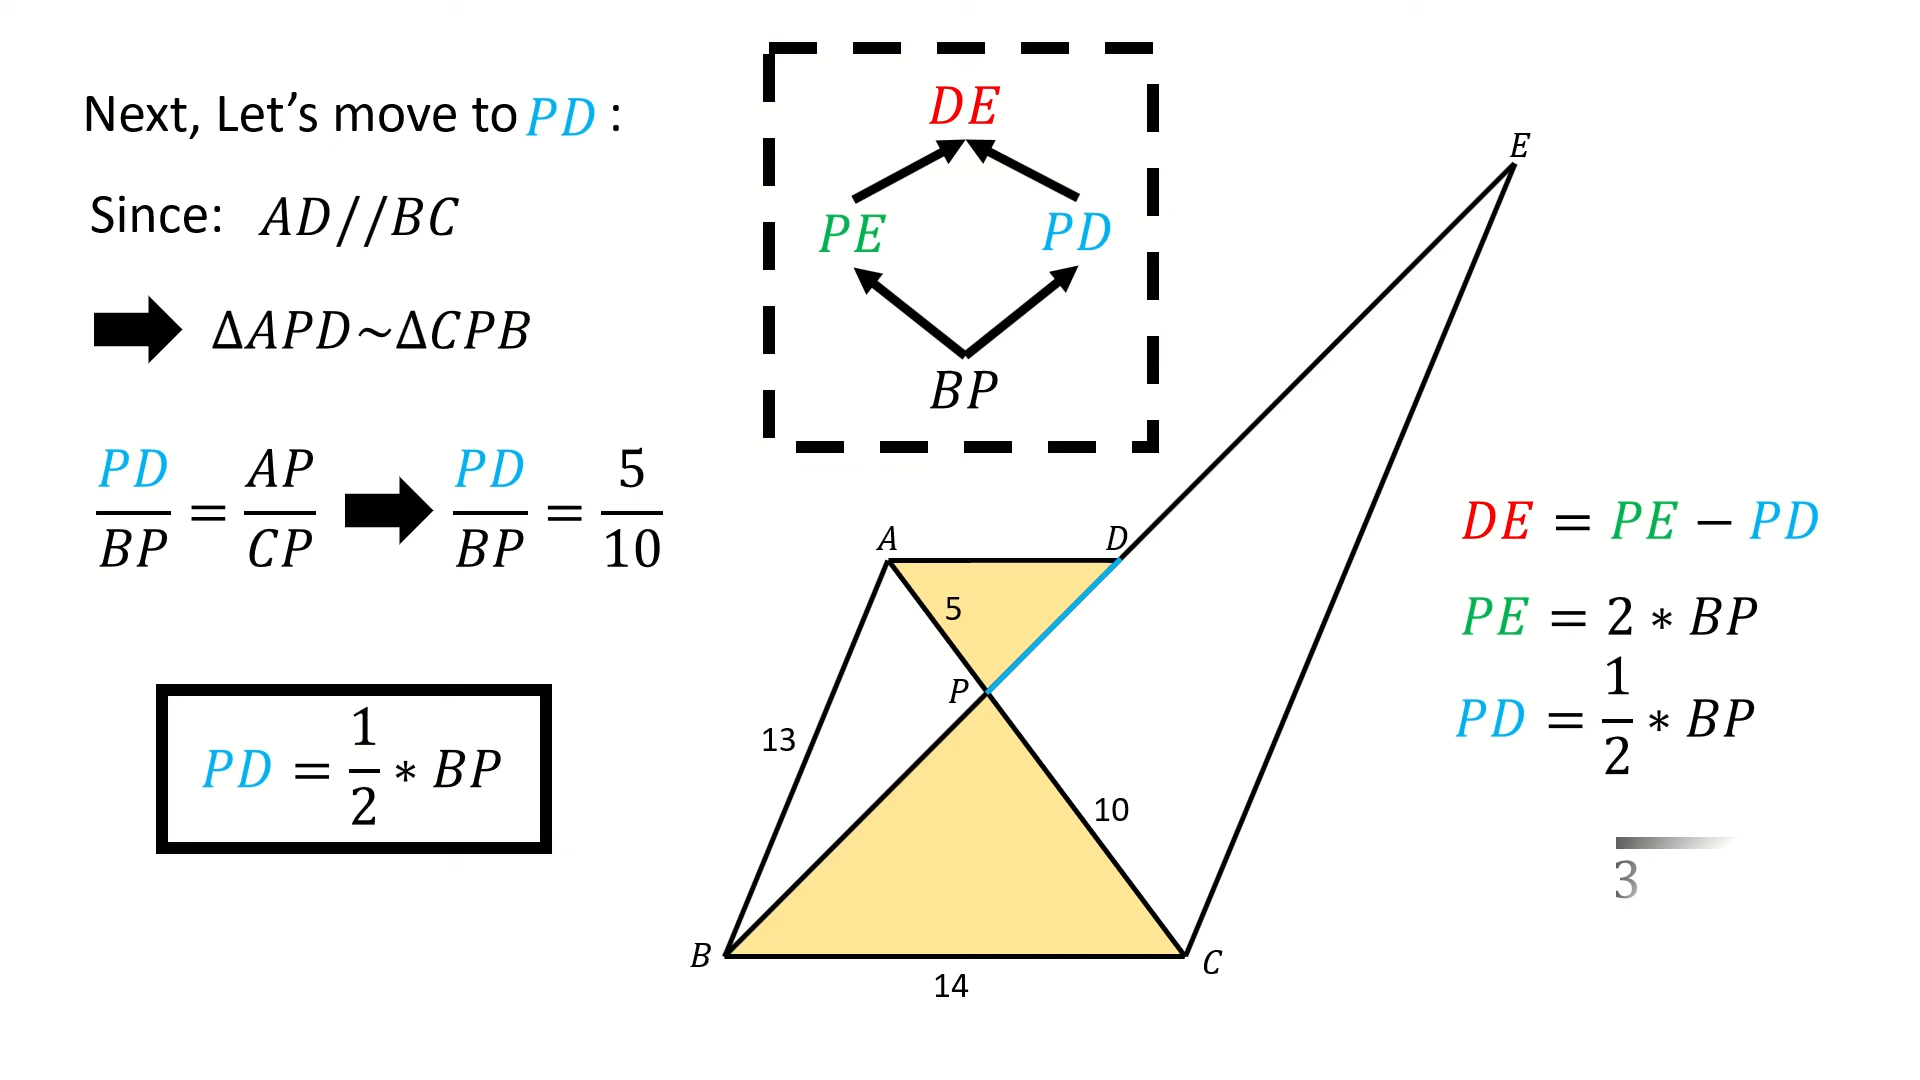 Next, Let's move to PD :
Since: AD//BC
ΔAPD~ΔCPB
PD/BP = AP/CP
PD/BP = 5/10
PD = 1/2 * BP
DE
PE
PD
BP
E
A
D
5
P
13
10
B
C
14
DE = PE − PD
PE = 2 * BP
PD = 1/2 * BP
3